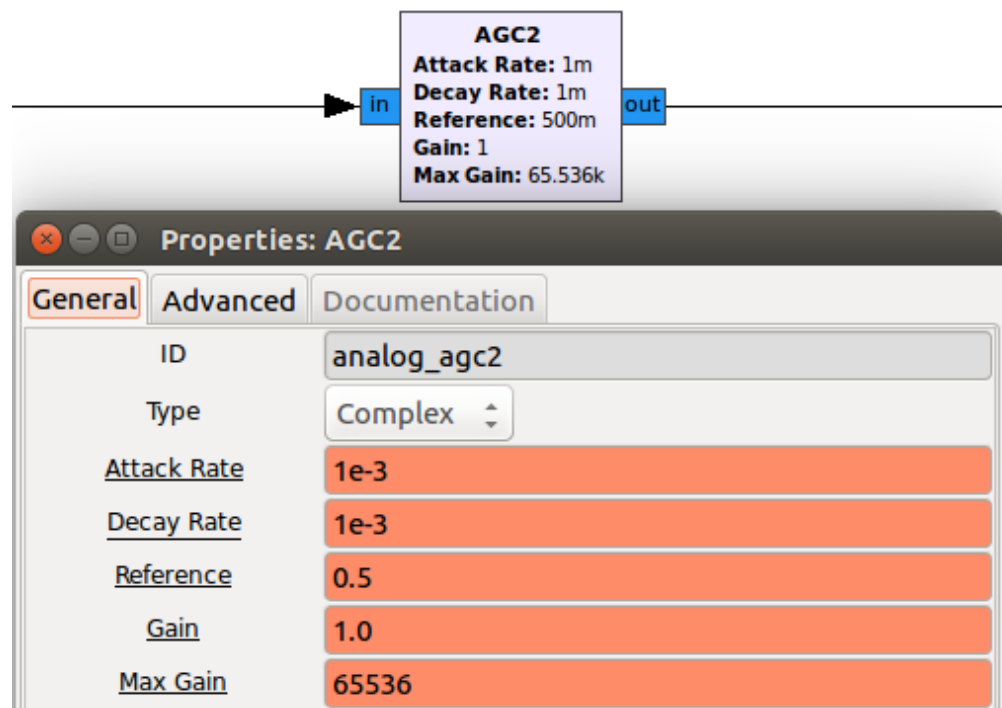 AGC2
Attack Rate: 1m
in
Decay Rate: 1m
out
Reference: 500m
Gain: 1
Max Gain: 65.536k
Properties: AGC2
General Advanced Documentation
ID analog_agc2
Type Complex
Attack Rate 1e-3
Decay Rate 1e-3
Reference 0.5
Gain 1.0
Max Gain 65536